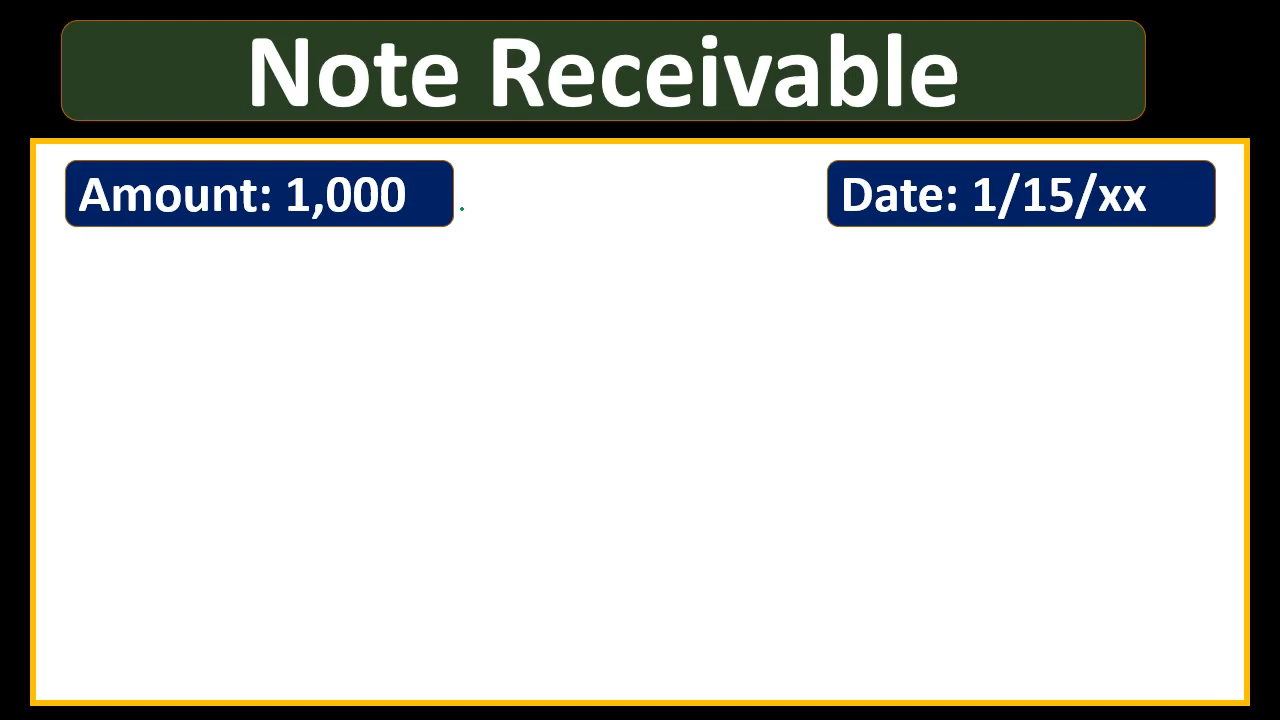 Note Receivable
Amount: 1,000
Date: 1/15/xx